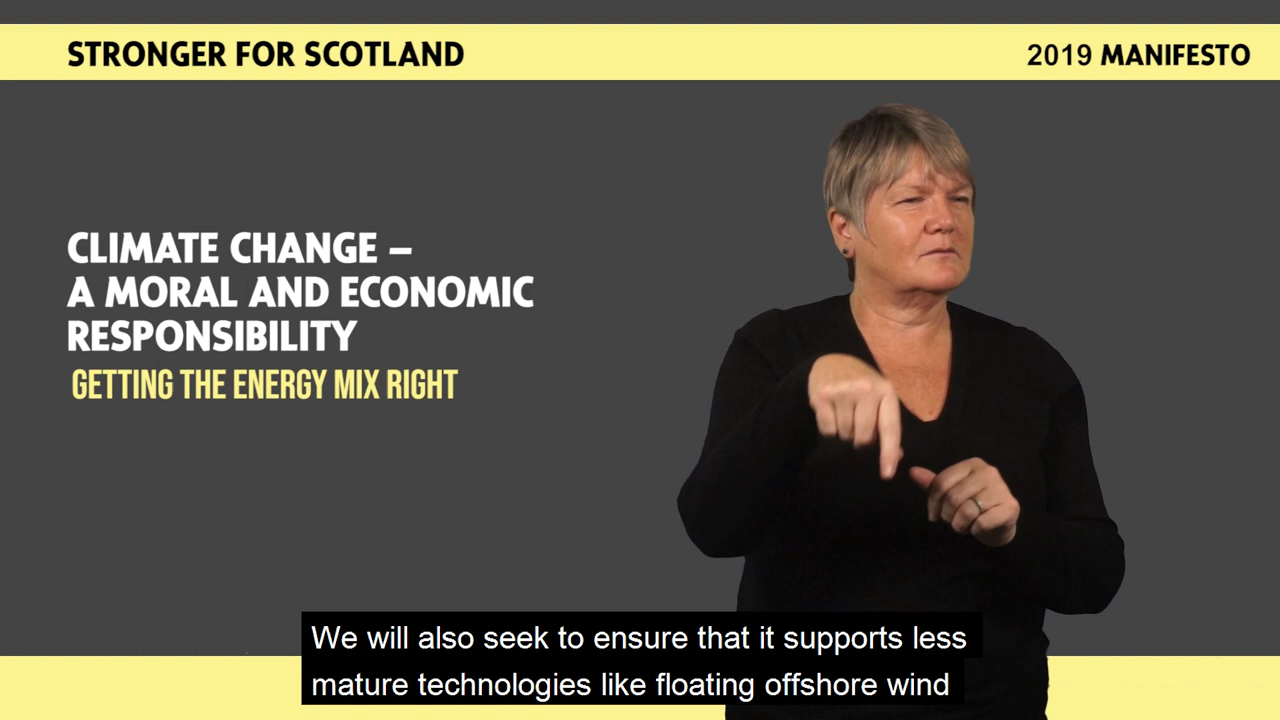 STRONGER FOR SCOTLAND
2019 MANIFESTO
CLIMATE CHANGE –
A MORAL AND ECONOMIC
RESPONSIBILITY
GETTING THE ENERGY MIX RIGHT
We will also seek to ensure that it supports less
mature technologies like floating offshore wind